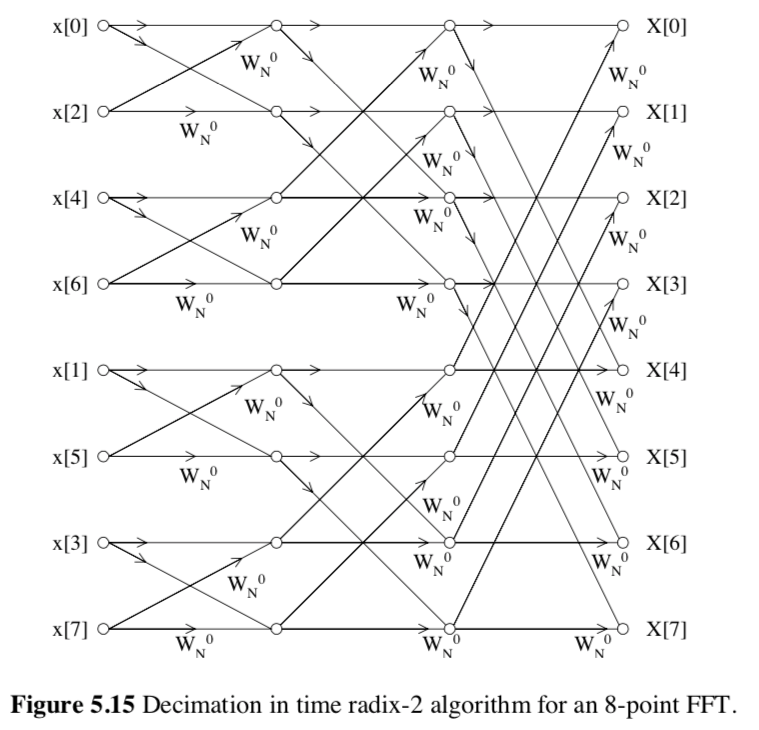 x[0] X[0]
W_N^0 W_N^0 W_N^0
x[2] X[1]
W_N^0 W_N^0 W_N^0
x[4] X[2]
W_N^0 W_N^0 W_N^0
x[6] X[3]
W_N^0 W_N^0 W_N^0
x[1] X[4]
W_N^0 W_N^0 W_N^0
x[5] X[5]
W_N^0 W_N^0 W_N^0
x[3] X[6]
W_N^0 W_N^0 W_N^0
x[7] X[7]
W_N^0 W_N^0 W_N^0
Figure 5.15 Decimation in time radix-2 algorithm for an 8-point FFT.